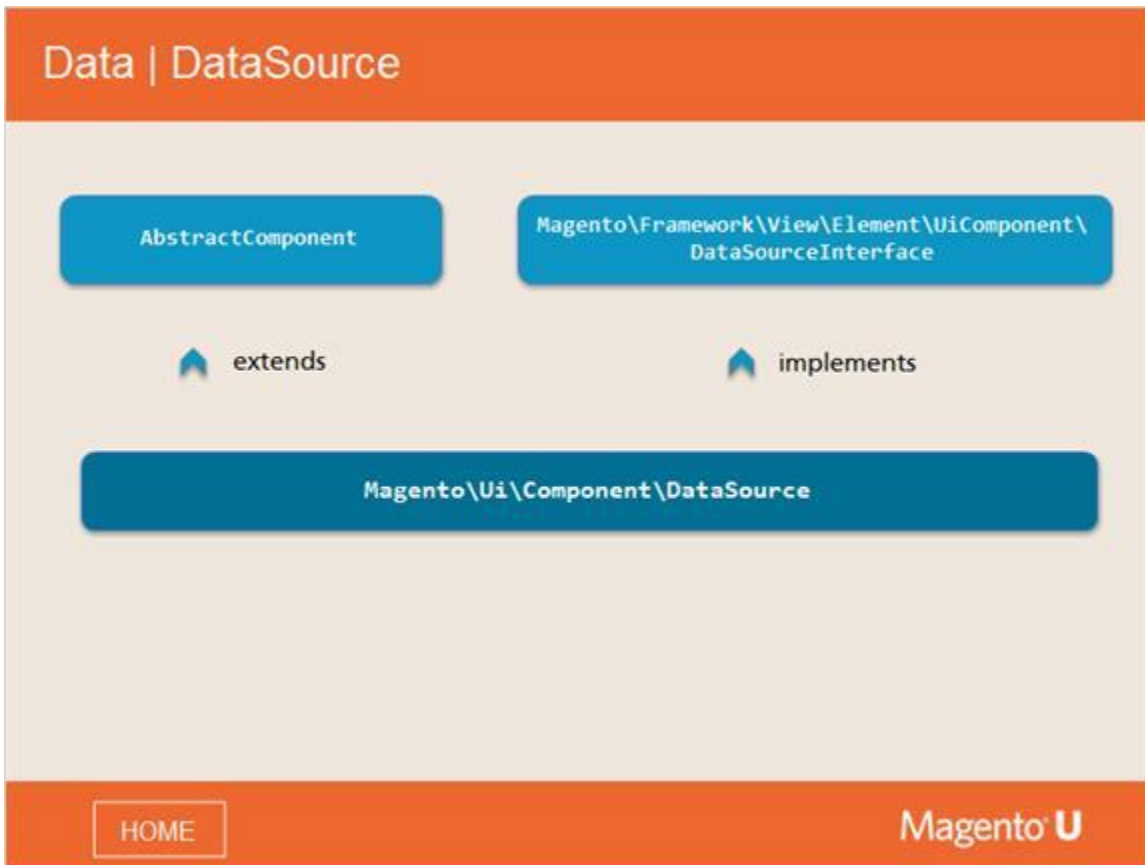 Data | DataSource
AbstractComponent
Magento\Framework\View\Element\UiComponent\
DataSourceInterface
extends
implements
Magento\Ui\Component\DataSource
HOME
Magento U